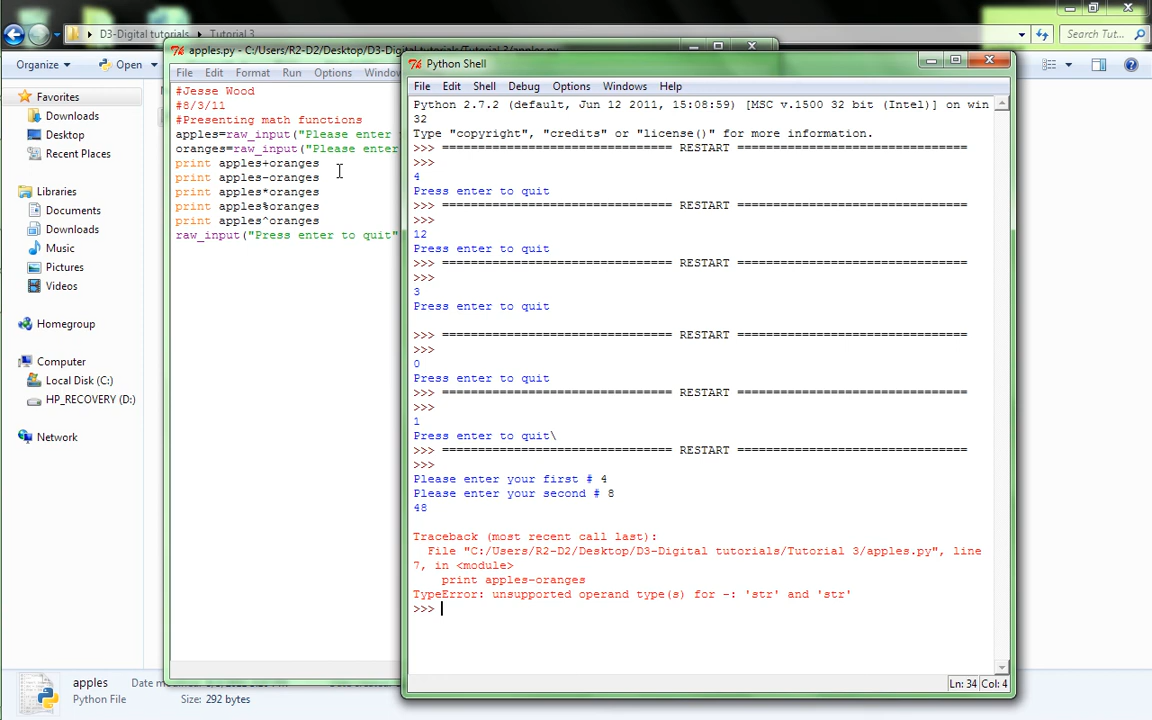 D3-Digital tutorials ▸ Tutorial 3 ▸
Search Tut...
Organize
Open
Favorites
Downloads
Desktop
Recent Places
Libraries
Documents
Downloads
Music
Pictures
Videos
Homegroup
Computer
Local Disk (C:)
HP_RECOVERY (D:)
Network
apples
Python File
Size: 292 bytes
apples.py - C:/Users/R2-D2/Desktop/D3-Digital tutorials/Tutorial 3/apples.py
File Edit Format Run Options Window
#Jesse Wood
#8/3/11
#Presenting math functions
apples=raw_input("Please enter
oranges=raw_input("Please enter
print apples+oranges
print apples-oranges
print apples*oranges
print apples%oranges
print apples^oranges
raw_input("Press enter to quit"
Python Shell
File Edit Shell Debug Options Windows Help
Python 2.7.2 (default, Jun 12 2011, 15:08:59) [MSC v.1500 32 bit (Intel)] on win
32
Type "copyright", "credits" or "license()" for more information.
>>> ================================ RESTART ================================
>>>
4
Press enter to quit
>>> ================================ RESTART ================================
>>>
12
Press enter to quit
>>> ================================ RESTART ================================
>>>
3
Press enter to quit
>>> ================================ RESTART ================================
>>>
0
Press enter to quit
>>> ================================ RESTART ================================
>>>
1
Press enter to quit\
>>> ================================ RESTART ================================
>>>
Please enter your first # 4
Please enter your second # 8
48
Traceback (most recent call last):
File "C:/Users/R2-D2/Desktop/D3-Digital tutorials/Tutorial 3/apples.py", line
7, in <module>
print apples-oranges
TypeError: unsupported operand type(s) for -: 'str' and 'str'
>>>
Ln: 34 Col: 4